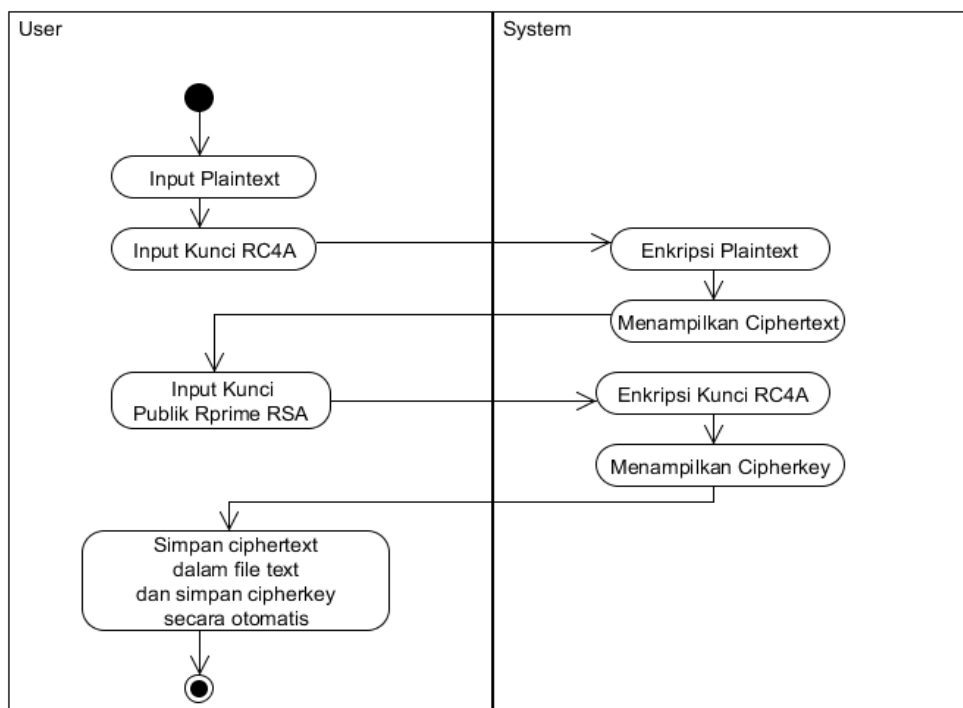 User
System
Input Plaintext
Input Kunci RC4A
Enkripsi Plaintext
Menampilkan Ciphertext
Input Kunci
Publik Rprime RSA
Enkripsi Kunci RC4A
Menampilkan Cipherkey
Simpan ciphertext
dalam file text
dan simpan cipherkey
secara otomatis